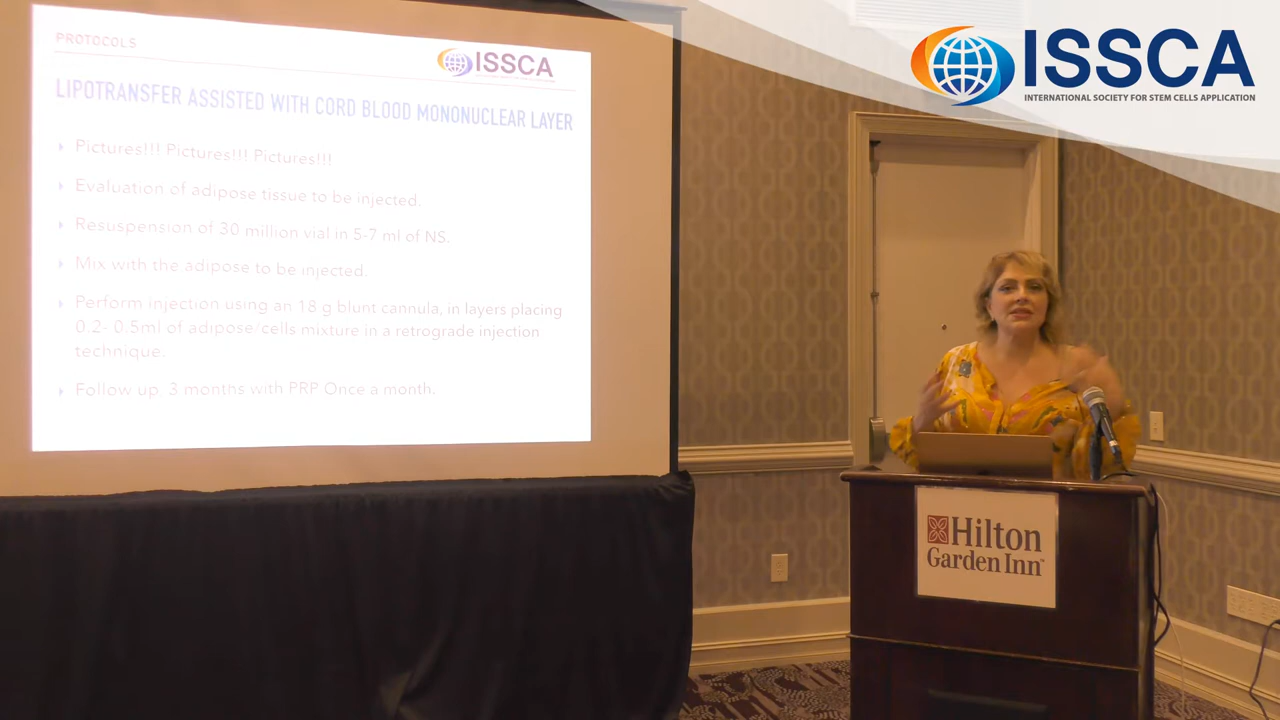 PROTOCOLS
ISSCA
LIPOTRANSFER ASSISTED WITH CORD BLOOD MONONUCLEAR LAYER
Pictures!!! Pictures!!! Pictures!!!
Evaluation of adipose tissue to be injected.
Resuspension of 30 million vial in 5-7 ml of NS.
Mix with the adipose to be injected.
Perform injection using an 18 g blunt cannula, in layers placing
0.2- 0.5ml of adipose/cells mixture in a retrograde injection
technique.
Follow up, 3 months with PRP Once a month.
ISSCA
INTERNATIONAL SOCIETY FOR STEM CELLS APPLICATION
Hilton
Garden Inn™